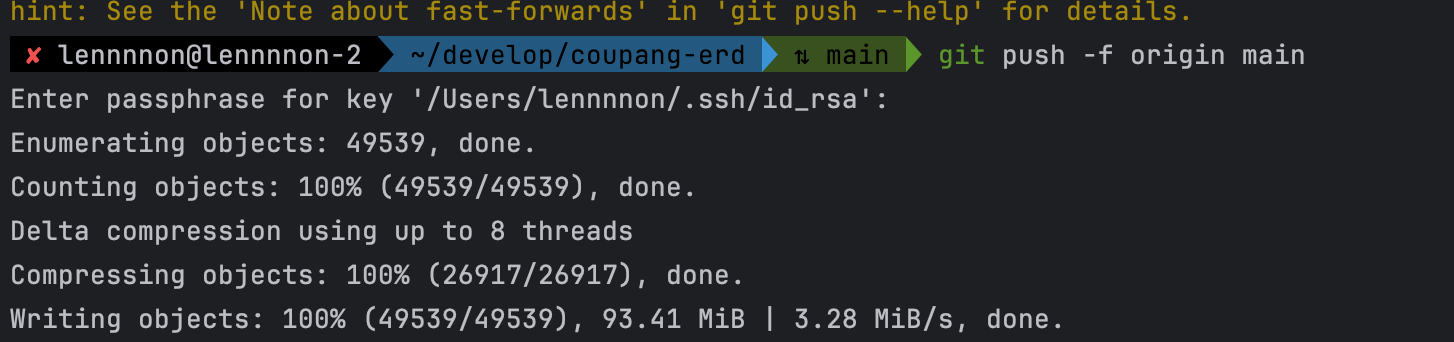 hint: See the 'Note about fast-forwards' in 'git push --help' for details.
✘ lennnnon@lennnnon-2 ~/develop/coupang-erd ⇅ main git push -f origin main
Enter passphrase for key '/Users/lennnnon/.ssh/id_rsa':
Enumerating objects: 49539, done.
Counting objects: 100% (49539/49539), done.
Delta compression using up to 8 threads
Compressing objects: 100% (26917/26917), done.
Writing objects: 100% (49539/49539), 93.41 MiB | 3.28 MiB/s, done.